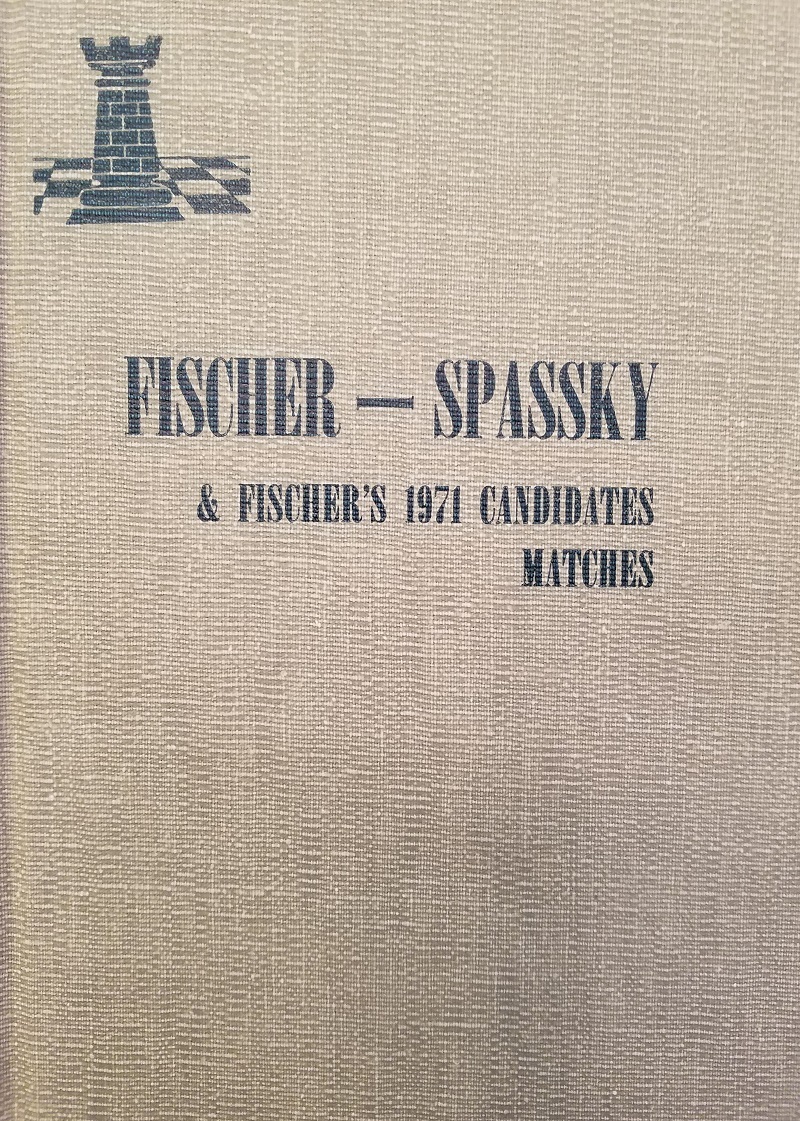 FISCHER — SPASSKY
& FISCHER'S 1971 CANDIDATES
MATCHES